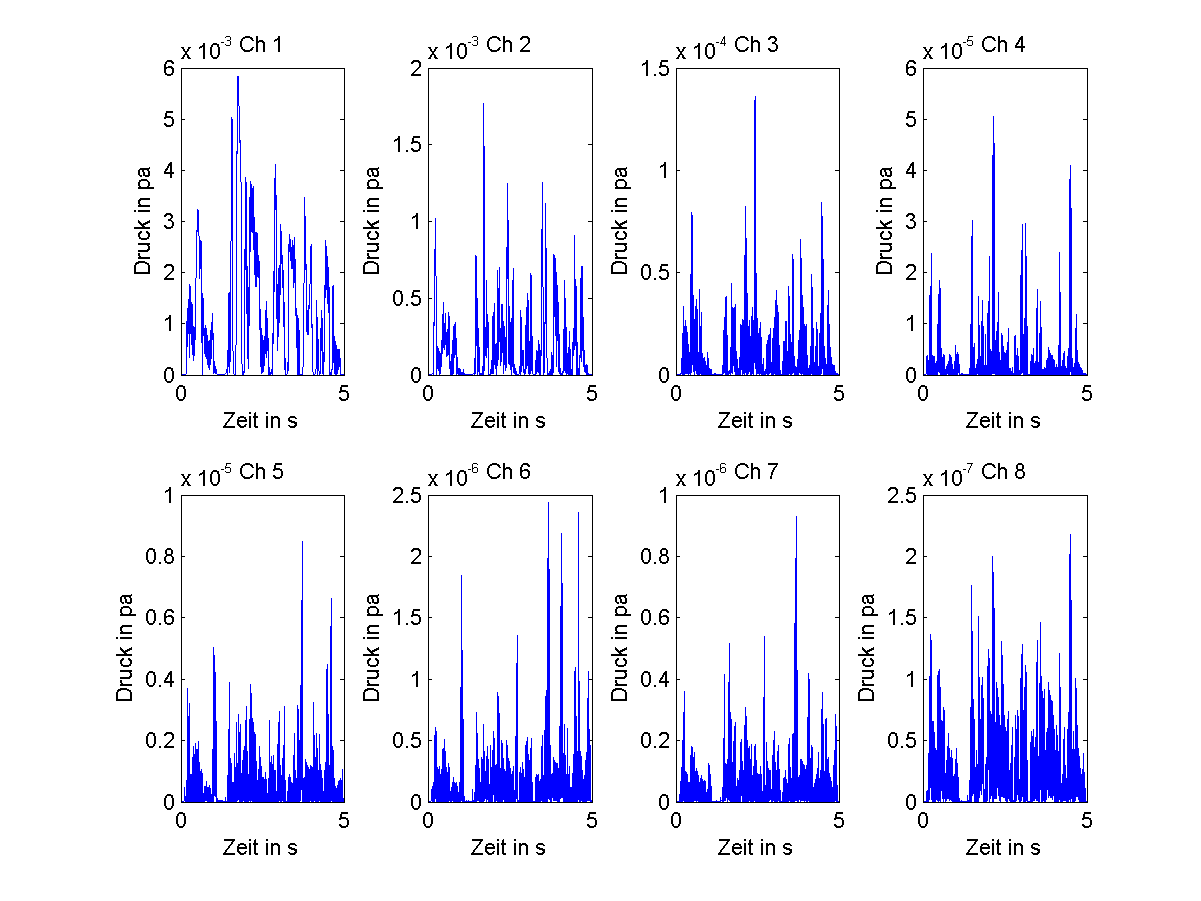 x 10-3 Ch 1
6
5
4
3
2
1
0
0 5
Druck in pa
Zeit in s
x 10-3 Ch 2
2
1.5
1
0.5
0
0 5
Druck in pa
Zeit in s
x 10-4 Ch 3
1.5
1
0.5
0
0 5
Druck in pa
Zeit in s
x 10-5 Ch 4
6
5
4
3
2
1
0
0 5
Druck in pa
Zeit in s
x 10-5 Ch 5
1
0.8
0.6
0.4
0.2
0
0 5
Druck in pa
Zeit in s
x 10-6 Ch 6
2.5
2
1.5
1
0.5
0
0 5
Druck in pa
Zeit in s
x 10-6 Ch 7
1
0.8
0.6
0.4
0.2
0
0 5
Druck in pa
Zeit in s
x 10-7 Ch 8
2.5
2
1.5
1
0.5
0
0 5
Druck in pa
Zeit in s